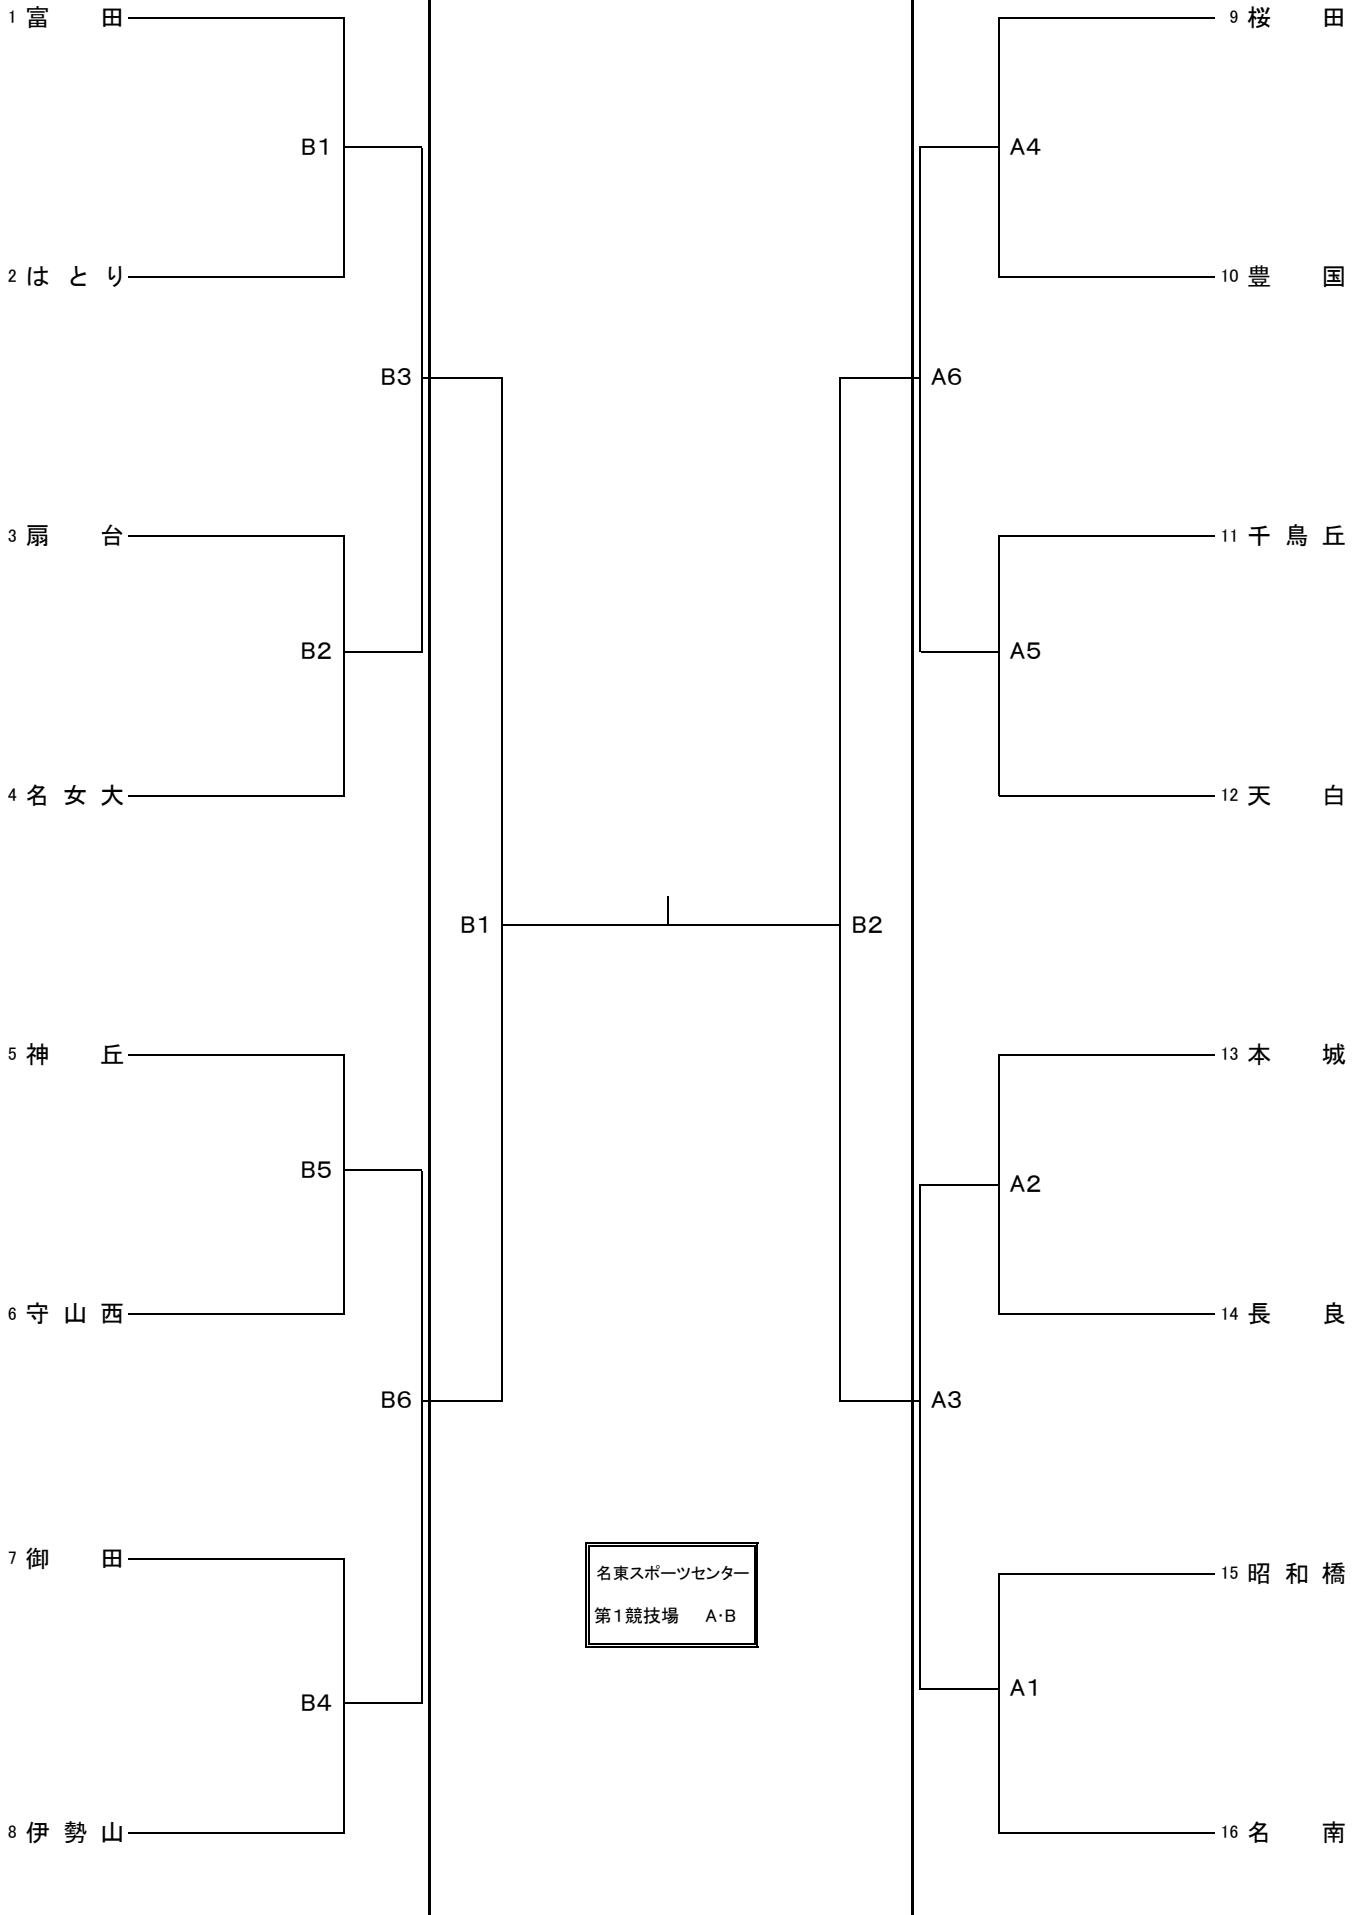 1 富 田
B1
2 は と り
B3
3 扇 台
B2
4 名 女 大
B1
5 神 丘
B5
6 守 山 西
B6
7 御 田
B4
8 伊 勢 山
9 桜 田
A4
10 豊 国
A6
11 千 鳥 丘
A5
12 天 白
B2
13 本 城
A2
14 長 良
A3
15 昭 和 橋
A1
16 名 南
名東スポーツセンター
第1競技場 A・B